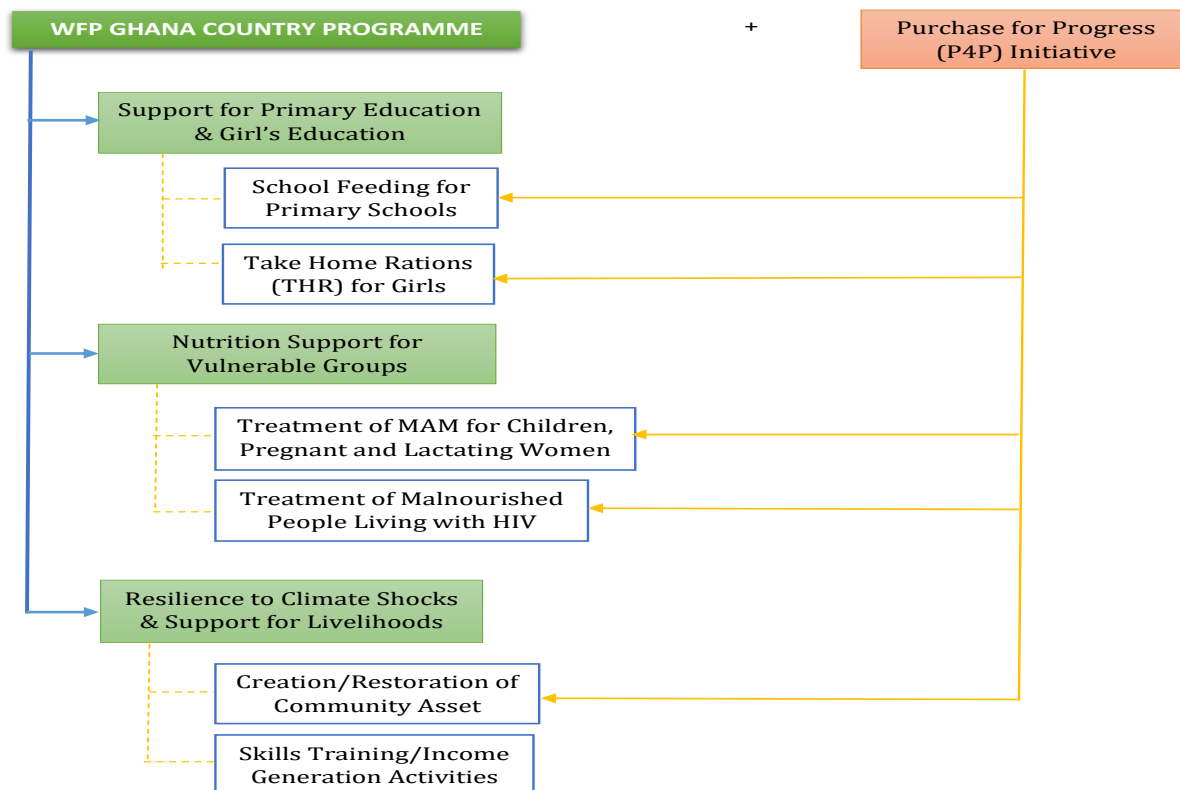 WFP GHANA COUNTRY PROGRAMME
+
Purchase for Progress
(P4P) Initiative
Support for Primary Education
& Girl’s Education
School Feeding for
Primary Schools
Take Home Rations
(THR) for Girls
Nutrition Support for
Vulnerable Groups
Treatment of MAM for Children,
Pregnant and Lactating Women
Treatment of Malnourished
People Living with HIV
Resilience to Climate Shocks
& Support for Livelihoods
Creation/Restoration of
Community Asset
Skills Training/Income
Generation Activities